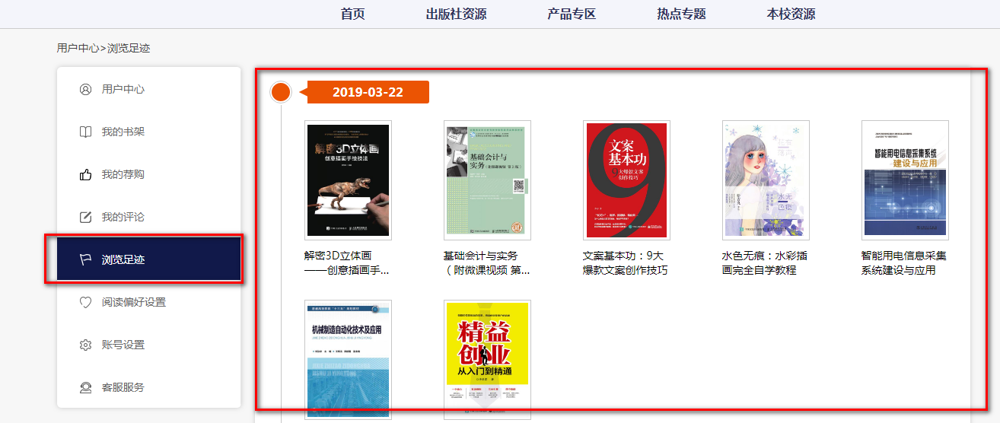 首页 出版社资源 产品专区 热点专题 本校资源
用户中心>浏览足迹
用户中心
我的书架
我的荐购
我的评论
浏览足迹
阅读偏好设置
账号设置
客服服务
2019-03-22
解密3D立体画
创意插画手绘技法
基础会计与
实务
文案
基本功
9大爆款文案
创作技巧
水无
色痕
智能用电信息采集系统
建设与应用
解密3D立体画
——创意插画手...
基础会计与实务
（附微课视频 第...
文案基本功：9大
爆款文案创作技巧
水色无痕：水彩插
画完全自学教程
智能用电信息采集
系统建设与应用
机械制造自动化技术及应用
精益
创业
从入门到精通